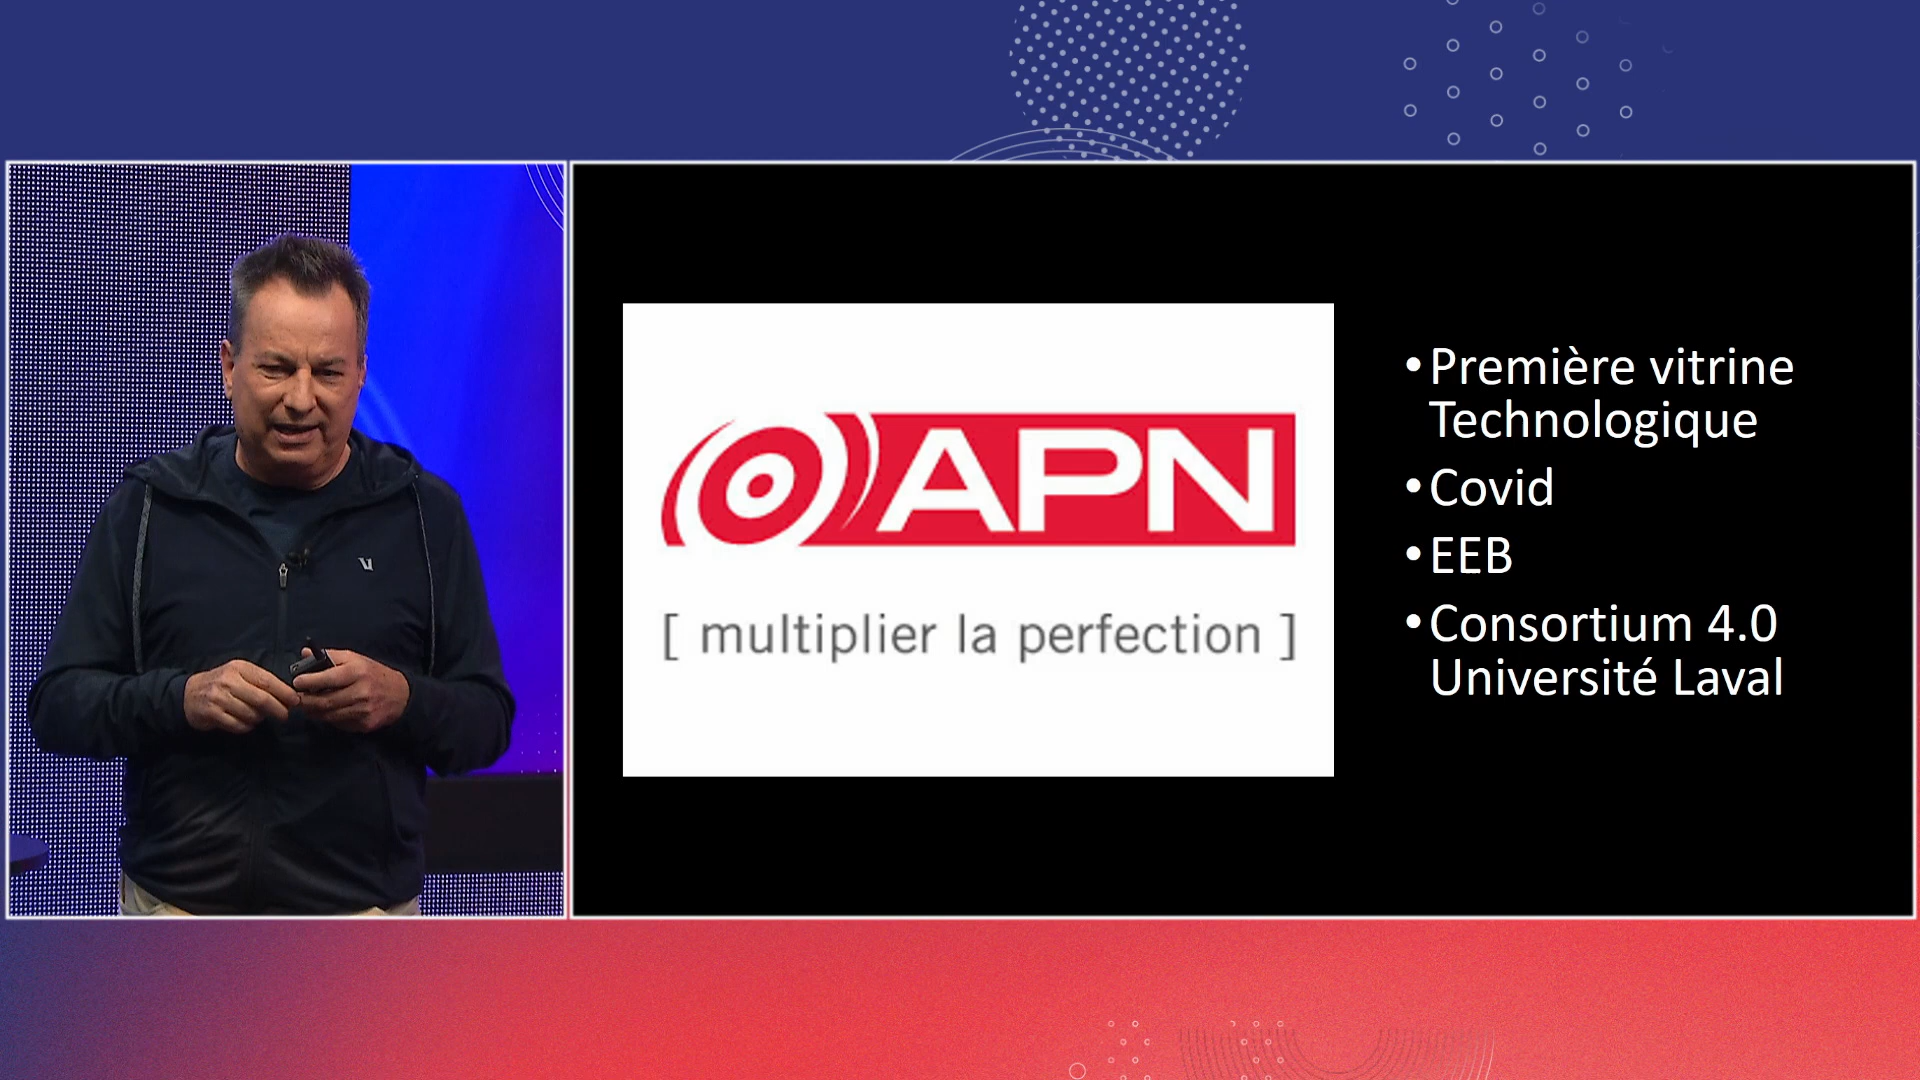 APN
[ multiplier la perfection ]
•Première vitrine
Technologique
•Covid
•EEB
•Consortium 4.0
Université Laval